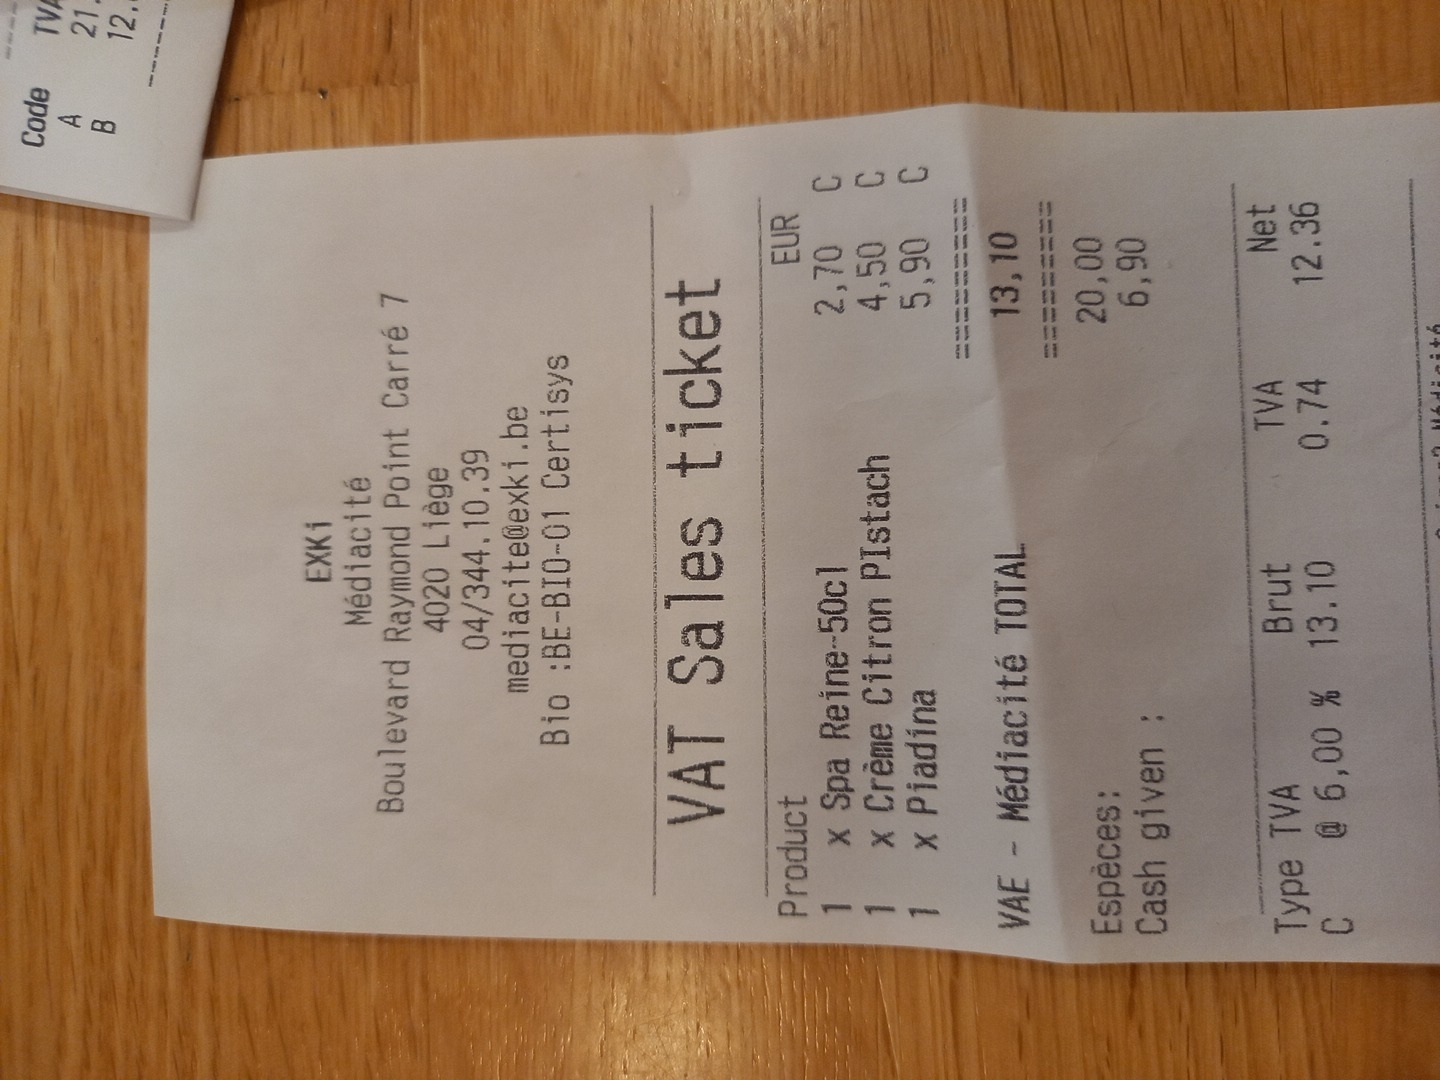 Code TVA
A 21.
B 12.
EXKi
Médiacité
Boulevard Raymond Point Carré 7
4020 Liège
04/344.10.39
mediacite@exki.be
Bio :BE-BIO-01 Certisys
VAT Sales ticket
Product EUR
1 x Spa Reine-50cl 2,70 C
1 x Crème Citron PIstach 4,50 C
1 x Piadina 5,90 C
========
VAE - Médiacité TOTAL 13,10
========
Espèces: 20,00
Cash given : 6,90
Type TVA Brut TVA Net
C @ 6,00 % 13.10 0.74 12.36